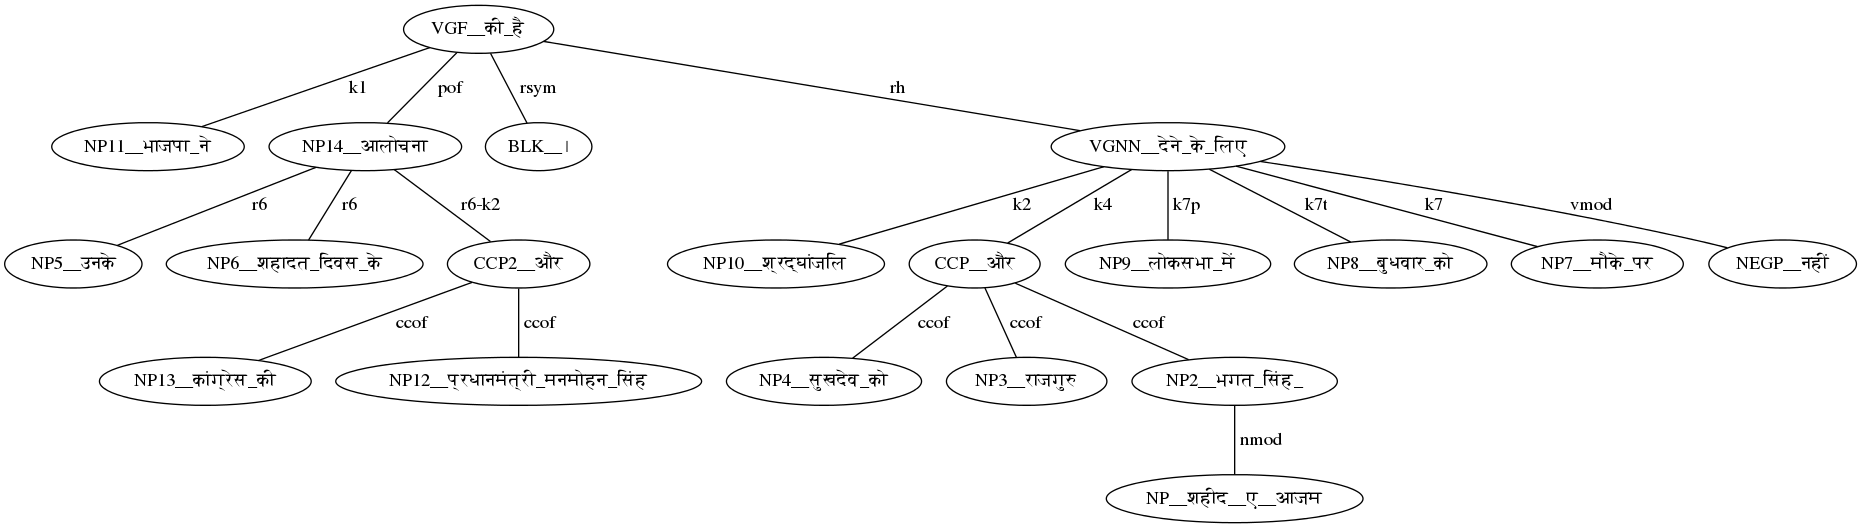 VGF__की_है
k1 pof rsym rh
NP11__भाजपा_ने NP14__आलोचना BLK__। VGNN__देने_के_लिए
r6 r6 r6-k2 k2 k4 k7p k7t k7 vmod
NP5__उनके NP6__शहादत_दिवस_के CCP2__और NP10__श्रद्घांजलि CCP__और NP9__लोकसभा_में NP8__बुधवार_को NP7__मौके_पर NEGP__नहीं
ccof ccof ccof ccof ccof
NP13__कांग्रेस_की NP12__प्रधानमंत्री_मनमोहन_सिंह NP4__सुखदेव_को NP3__राजगुरु NP2__भगत_सिंह_
nmod
NP__शहीद__ए__आजम